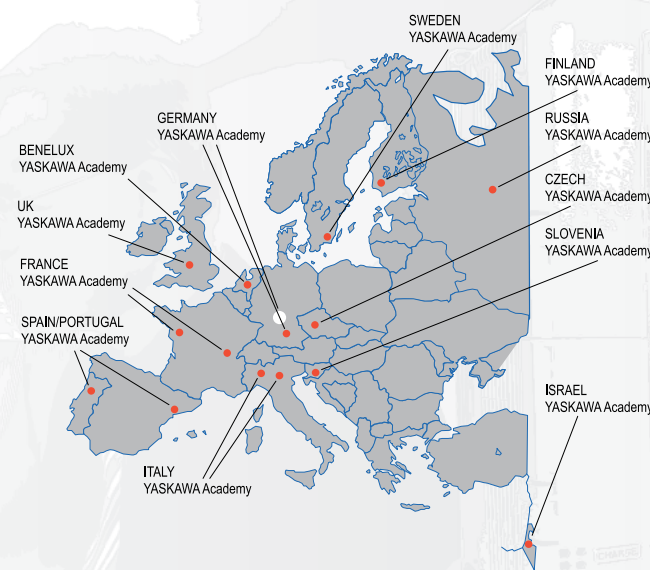 SWEDEN
YASKAWA Academy
FINLAND
YASKAWA Academy
GERMANY
YASKAWA Academy
RUSSIA
YASKAWA Academy
BENELUX
YASKAWA Academy
CZECH
YASKAWA Academy
UK
YASKAWA Academy
SLOVENIA
YASKAWA Academy
FRANCE
YASKAWA Academy
SPAIN/PORTUGAL
YASKAWA Academy
ISRAEL
YASKAWA Academy
ITALY
YASKAWA Academy
CHARGE